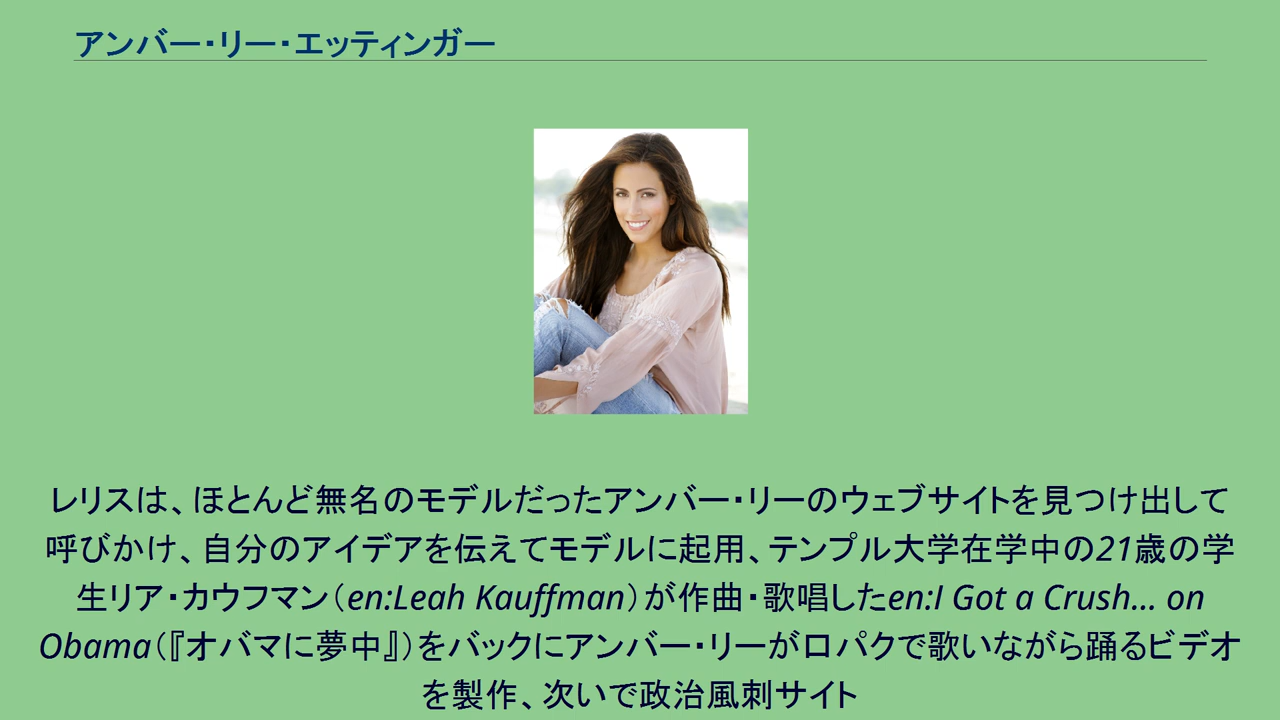 アンバー・リー・エッティンガー
レリスは、ほとんど無名のモデルだったアンバー・リーのウェブサイトを見つけ出して
呼びかけ、自分のアイデアを伝えてモデルに起用、テンプル大学在学中の21歳の学
生リア・カウフマン（en:Leah Kauffman）が作曲・歌唱したen:I Got a Crush... on
Obama（『オバマに夢中』）をバックにアンバー・リーが口パクで歌いながら踊るビデオ
を製作、次いで政治風刺サイト